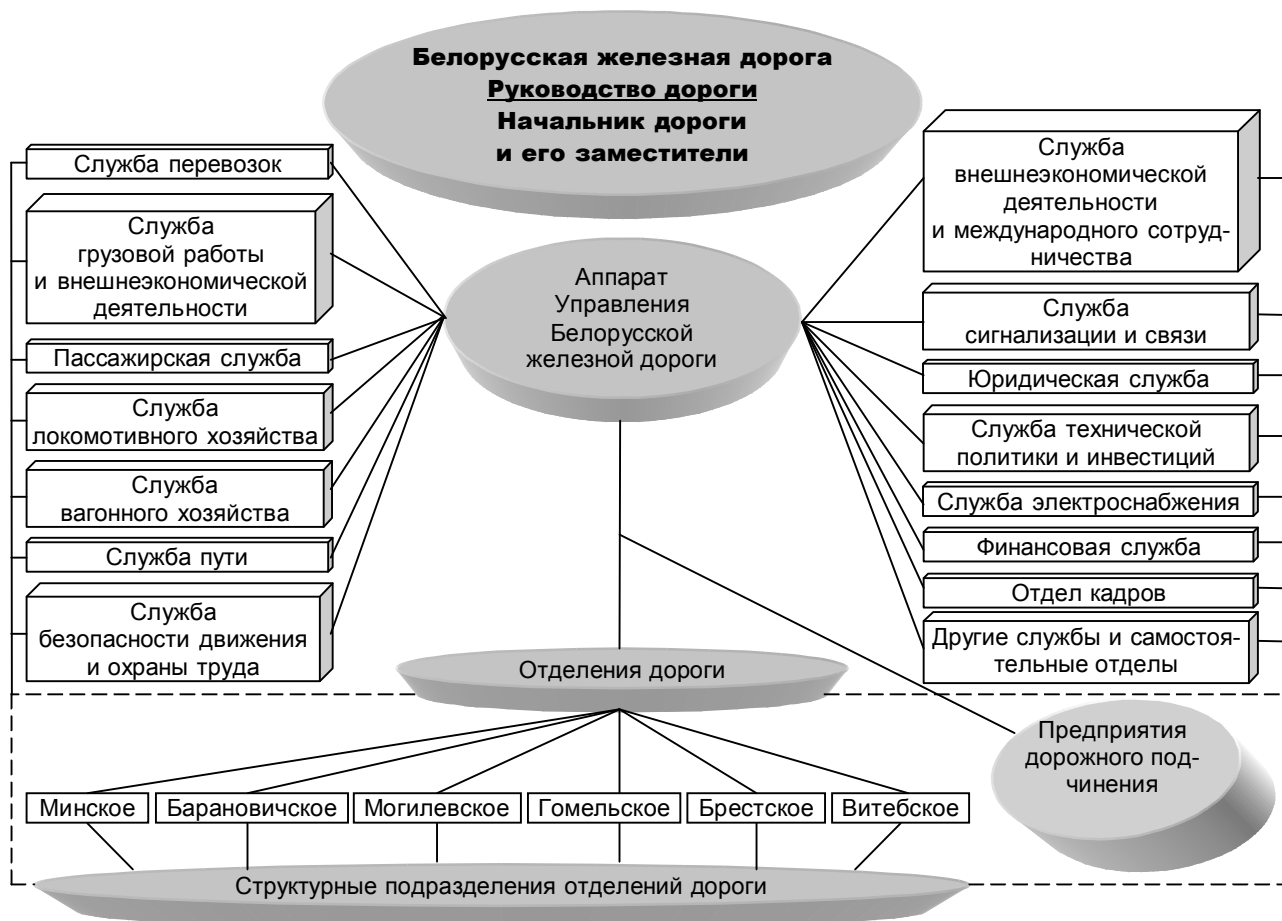 Белорусская железная дорога
Руководство дороги
Начальник дороги
и его заместители
Служба перевозок
Служба
грузовой работы
и внешнеэкономической
деятельности
Пассажирская служба
Служба
локомотивного хозяйства
Служба
вагонного хозяйства
Служба пути
Служба
безопасности движения
и охраны труда
Аппарат
Управления
Белорусской
железной дороги
Служба
внешнеэкономической
деятельности
и международного сотруд-
ничества
Служба
сигнализации и связи
Юридическая служба
Служба технической
политики и инвестиций
Служба электроснабжения
Финансовая служба
Отдел кадров
Другие службы и самостоя-
тельные отделы
Отделения дороги
Предприятия
дорожного под-
чинения
Минское
Барановичское
Могилевское
Гомельское
Брестское
Витебское
Структурные подразделения отделений дороги